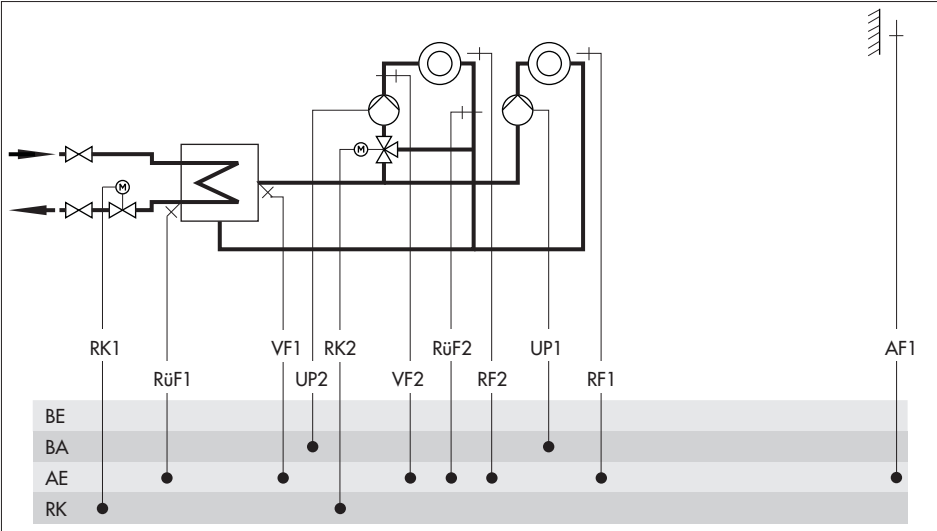 M
M
RK1 VF1 RK2 RüF2 UP1 AF1
RüF1 UP2 VF2 RF2 RF1
BE
BA
AE
RK